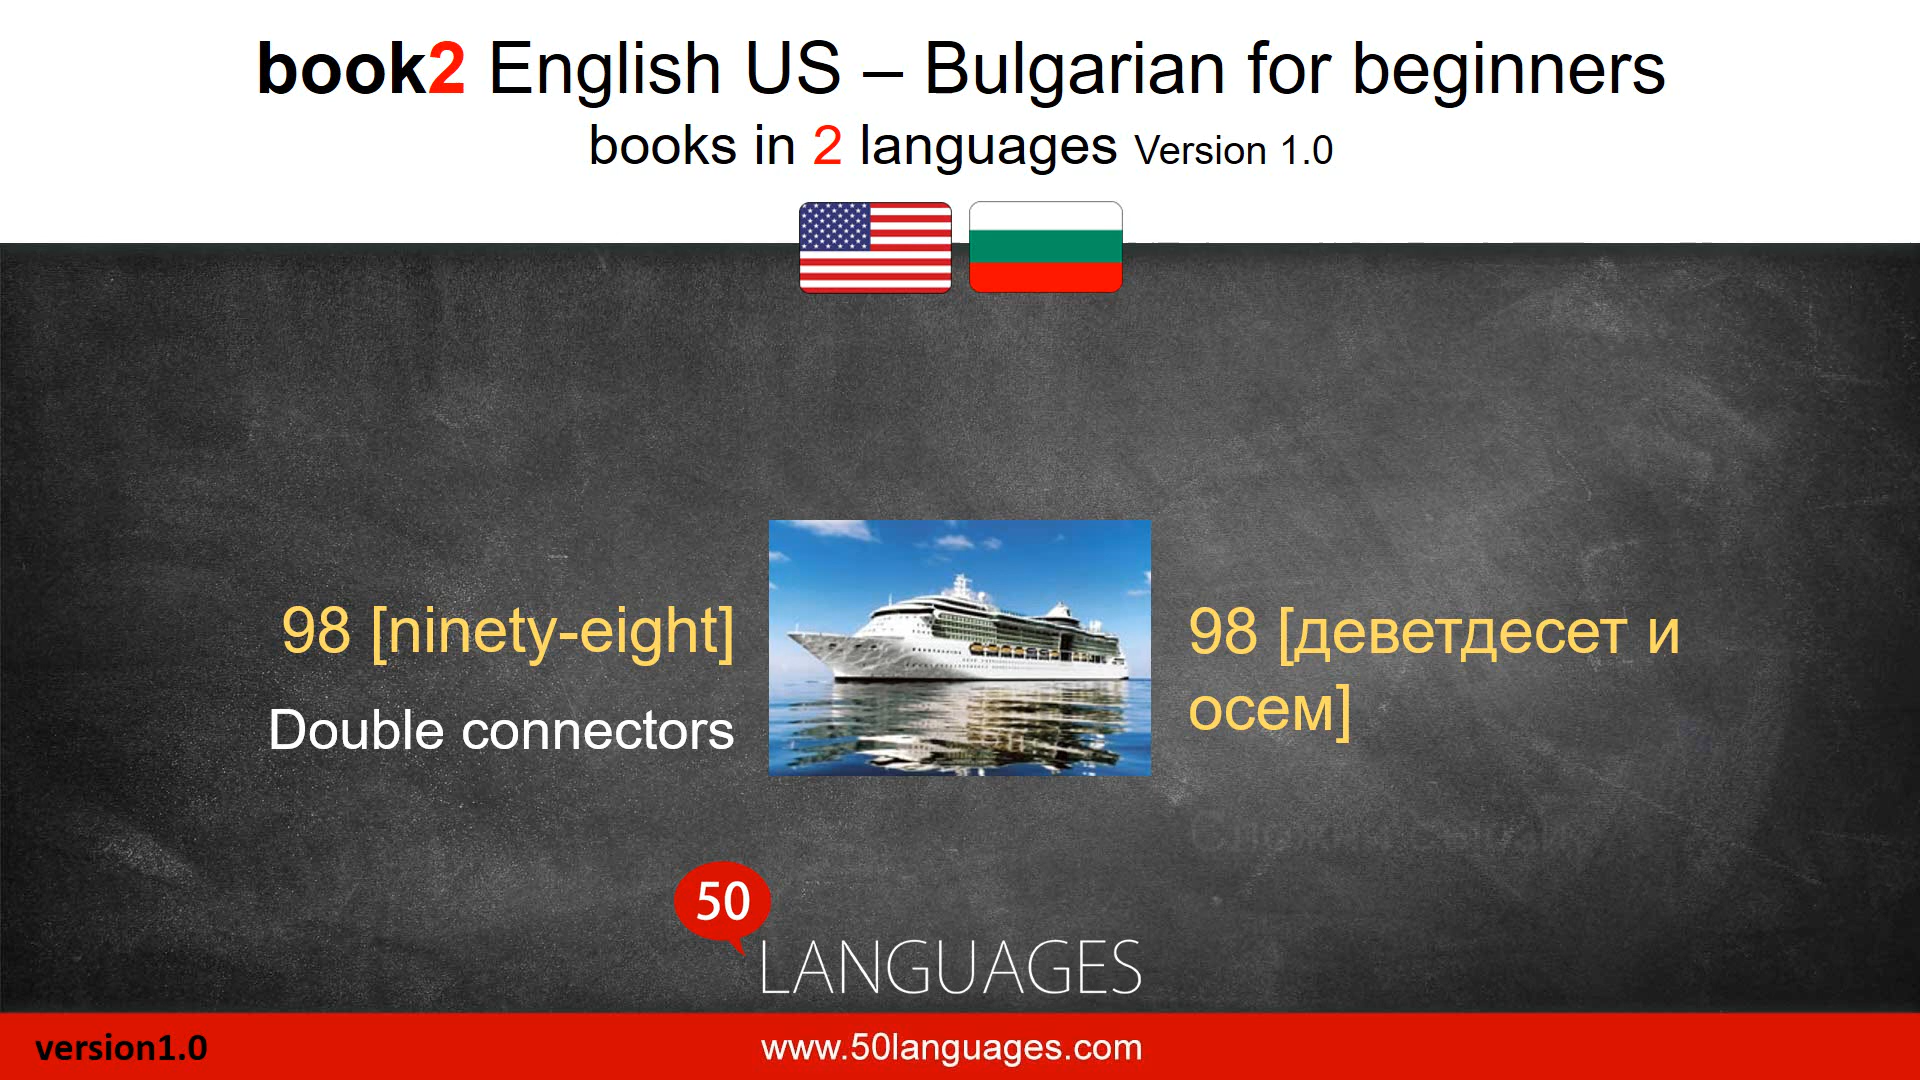 book2 English US – Bulgarian for beginners
books in 2 languages Version 1.0
98 [ninety-eight]
Double connectors
98 [деветдесет и
осем]
50
LANGUAGES
version1.0
www.50languages.com